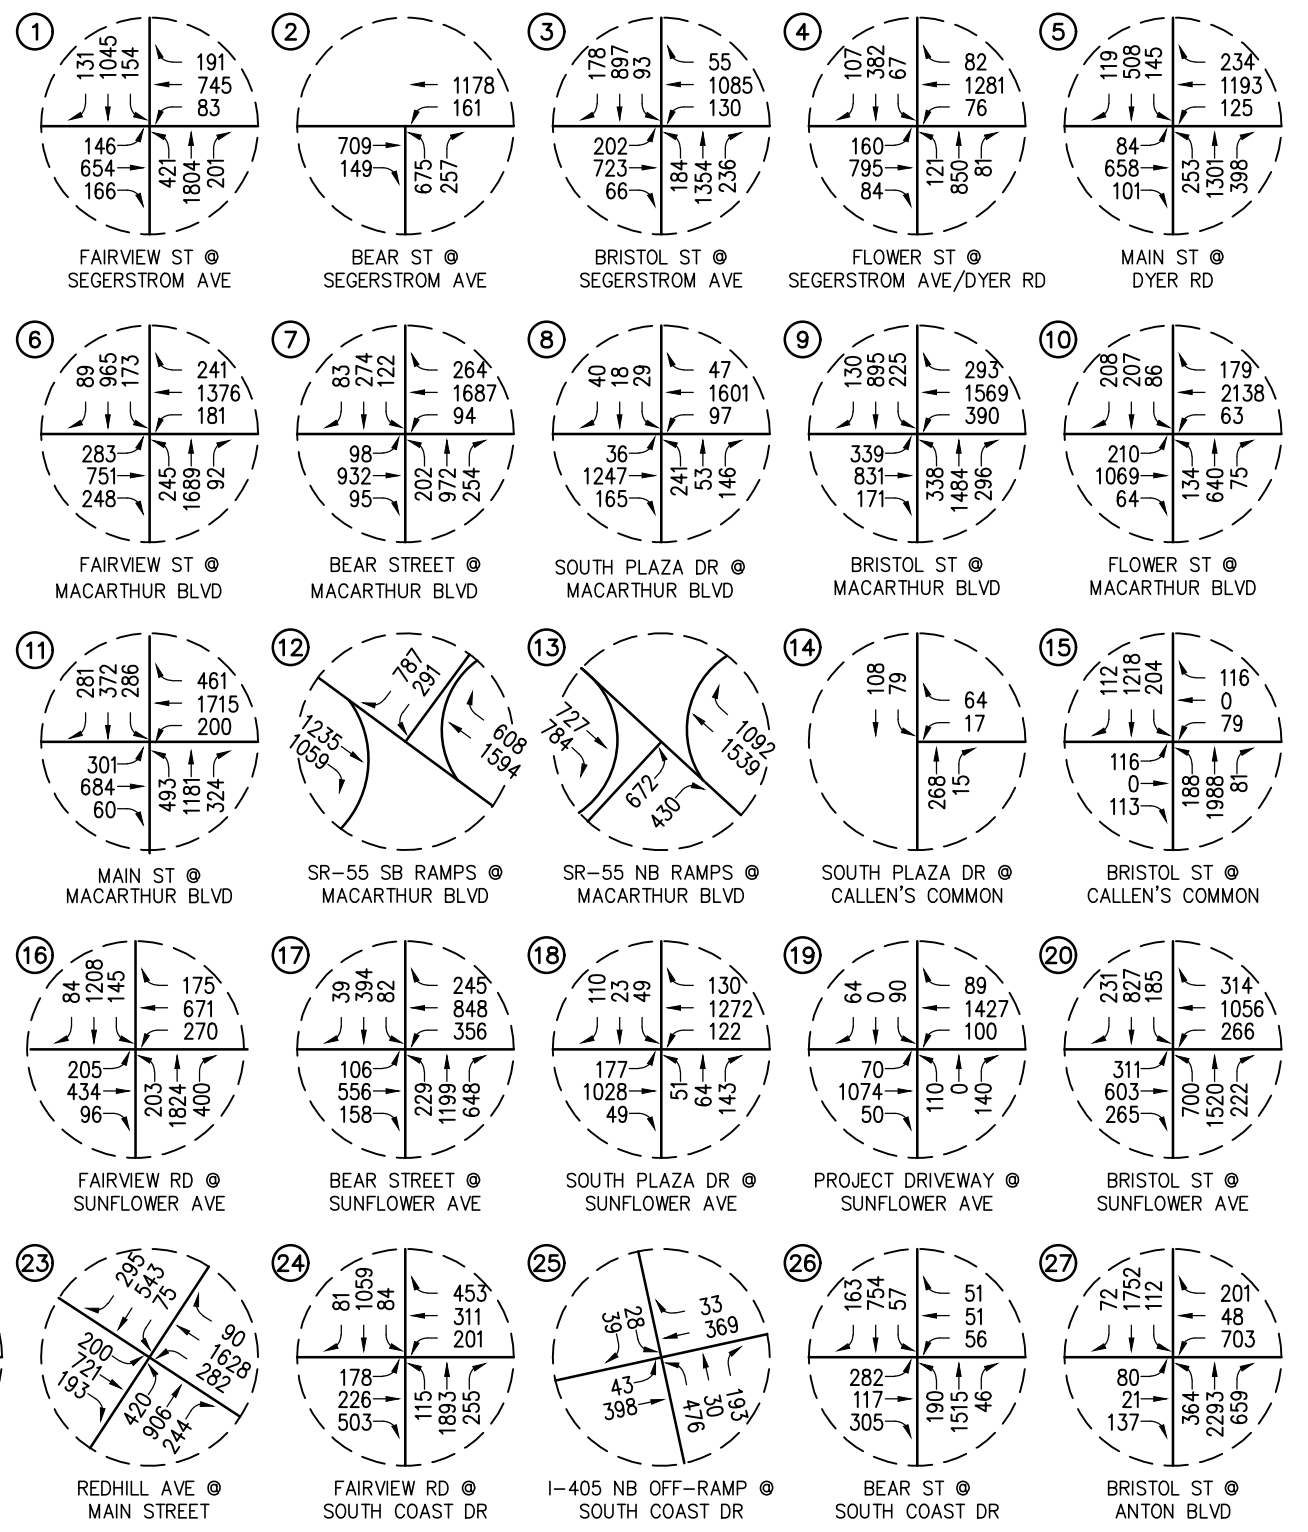 1
131 1045 154
191
745
83
146
654
166
421 1804 201
FAIRVIEW ST @
SEGERSTROM AVE
2
1178
161
709
149
675 257
BEAR ST @
SEGERSTROM AVE
3
178 897 93
55
1085
130
202
723
66
184 1354 236
BRISTOL ST @
SEGERSTROM AVE
4
107 382 67
82
1281
76
160
795
84
121 850 81
FLOWER ST @
SEGERSTROM AVE/DYER RD
5
119 508 145
234
1193
125
84
658
101
253 1301 398
MAIN ST @
DYER RD
6
89 965 173
241
1376
181
283
751
248
245 1689 92
FAIRVIEW ST @
MACARTHUR BLVD
7
83 274 122
264
1687
94
98
932
95
202 972 254
BEAR STREET @
MACARTHUR BLVD
8
40 18 29
47
1601
97
36
1247
165
241 53 146
SOUTH PLAZA DR @
MACARTHUR BLVD
9
130 895 225
293
1569
390
339
831
171
338 1484 296
BRISTOL ST @
MACARTHUR BLVD
10
208 207 86
179
2138
63
210
1069
64
134 640 75
FLOWER ST @
MACARTHUR BLVD
11
281 372 286
461
1715
200
301
684
60
493 1181 324
MAIN ST @
MACARTHUR BLVD
12
787
291
1235
1059
608
1594
SR-55 SB RAMPS @
MACARTHUR BLVD
13
727
784
1092
1539
672
430
SR-55 NB RAMPS @
MACARTHUR BLVD
14
108 79
64
17
268 15
SOUTH PLAZA DR @
CALLEN'S COMMON
15
112 1218 204
116
0
79
116
0
113
188 1988 81
BRISTOL ST @
CALLEN'S COMMON
16
84 1208 145
175
671
270
205
434
96
203 1824 400
FAIRVIEW RD @
SUNFLOWER AVE
17
39 394 82
245
848
356
106
556
158
229 1199 648
BEAR STREET @
SUNFLOWER AVE
18
110 23 49
130
1272
122
177
1028
49
51 64 143
SOUTH PLAZA DR @
SUNFLOWER AVE
19
64 0 90
89
1427
100
70
1074
50
110 0 140
PROJECT DRIVEWAY @
SUNFLOWER AVE
20
231 827 185
314
1056
266
311
603
265
700 1520 222
BRISTOL ST @
SUNFLOWER AVE
23
295 543 75
90
1628
282
200
721
193
420 906 244
REDHILL AVE @
MAIN STREET
24
81 1059 84
453
311
201
178
226
503
115 1893 255
FAIRVIEW RD @
SOUTH COAST DR
25
39 28
33
369
43
398
476 30 193
I-405 NB OFF-RAMP @
SOUTH COAST DR
26
163 754 57
51
51
56
282
117
305
190 1515 46
BEAR ST @
SOUTH COAST DR
27
72 1752 112
201
48
703
80
21
137
364 2293 659
BRISTOL ST @
ANTON BLVD